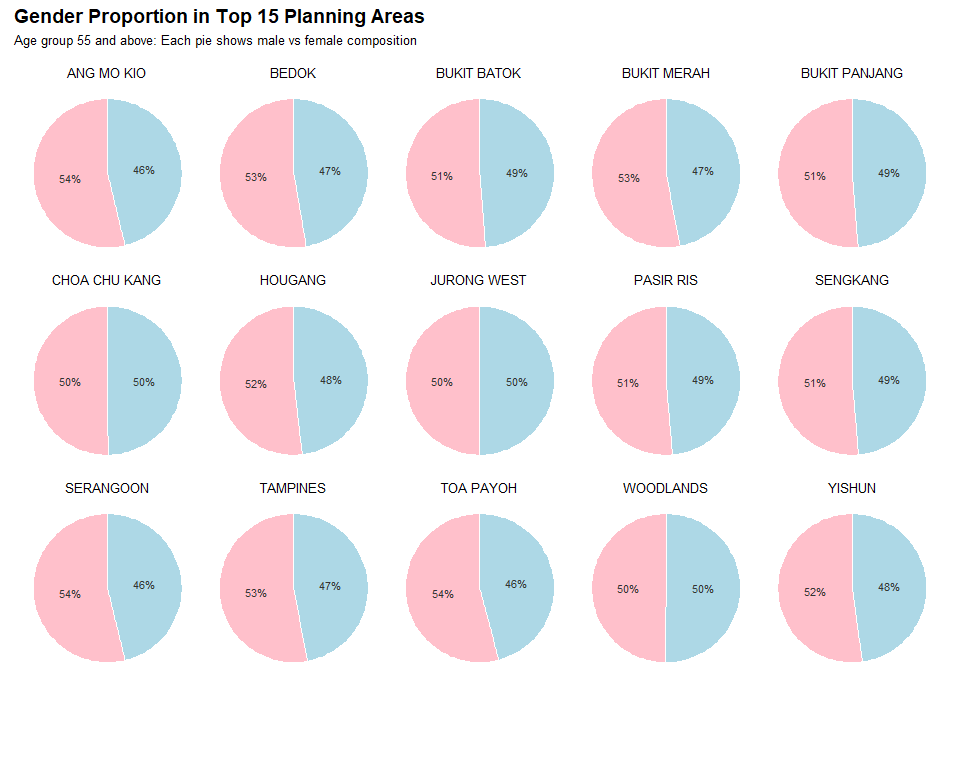 Gender Proportion in Top 15 Planning Areas
Age group 55 and above: Each pie shows male vs female composition
ANG MO KIO BEDOK BUKIT BATOK BUKIT MERAH BUKIT PANJANG
54% 46% 53% 47% 51% 49% 53% 47% 51% 49%
CHOA CHU KANG HOUGANG JURONG WEST PASIR RIS SENGKANG
50% 50% 52% 48% 50% 50% 51% 49% 51% 49%
SERANGOON TAMPINES TOA PAYOH WOODLANDS YISHUN
54% 46% 53% 47% 54% 46% 50% 50% 52% 48%